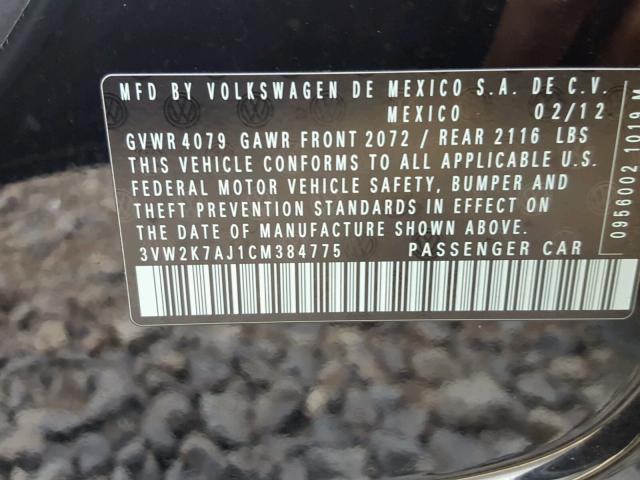 MFD BY VOLKSWAGEN DE MEXICO S.A. DE C.V.
MEXICO 02/12
GVWR 4079 GAWR FRONT 2072 / REAR 2116 LBS
THIS VEHICLE CONFORMS TO ALL APPLICABLE U.S.
FEDERAL MOTOR VEHICLE SAFETY, BUMPER AND
THEFT PREVENTION STANDARDS IN EFFECT ON
THE DATE OF MANUFACTURE SHOWN ABOVE.
3VW2K7AJ1CM384775 PASSENGER CAR
0956002 1019 M